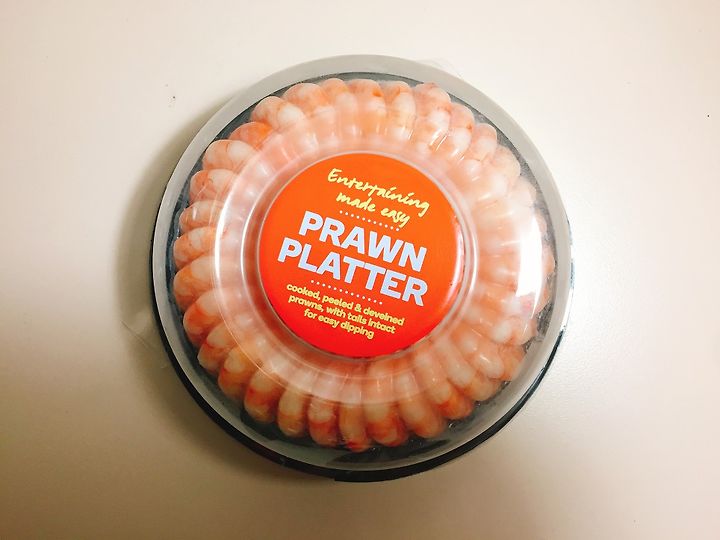 Entertaining
made easy
PRAWN
PLATTER
cooked, peeled & deveined
prawns, with tails intact
for easy dipping